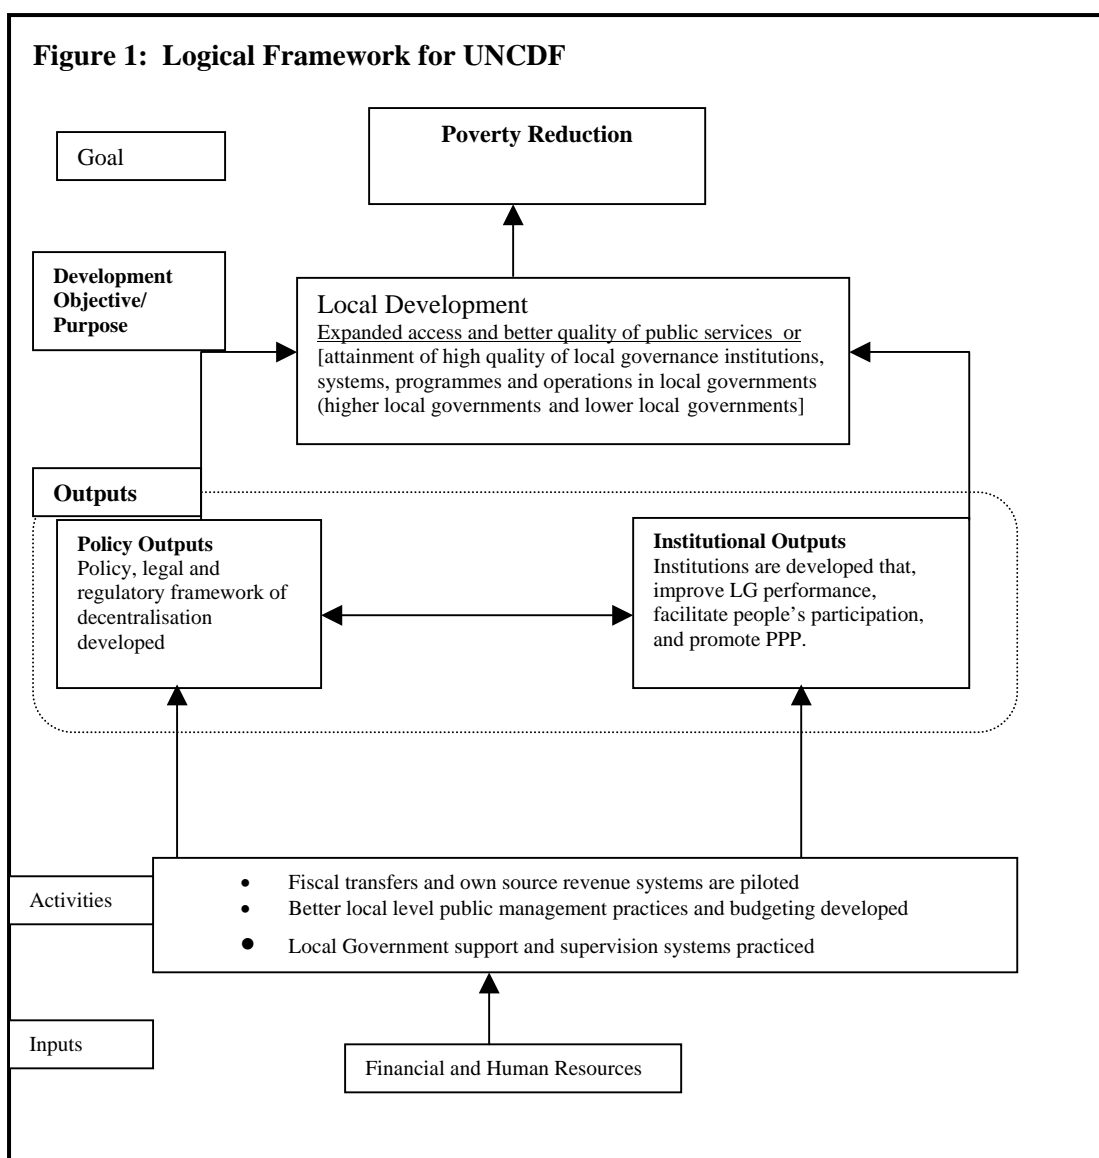 Figure 1:  Logical Framework for UNCDF
Goal
Poverty Reduction
Development
Objective/
Purpose
Local Development
Expanded access and better quality of public services  or
[attainment of high quality of local governance institutions,
systems, programmes and operations in local governments
(higher local governments and lower local governments]
Outputs
Policy Outputs
Policy, legal and
regulatory framework of
decentralisation
developed
Institutional Outputs
Institutions are developed that,
improve LG performance,
facilitate people’s participation,
and promote PPP.
Activities
• Fiscal transfers and own source revenue systems are piloted
• Better local level public management practices and budgeting developed
• Local Government support and supervision systems practiced
Inputs
Financial and Human Resources